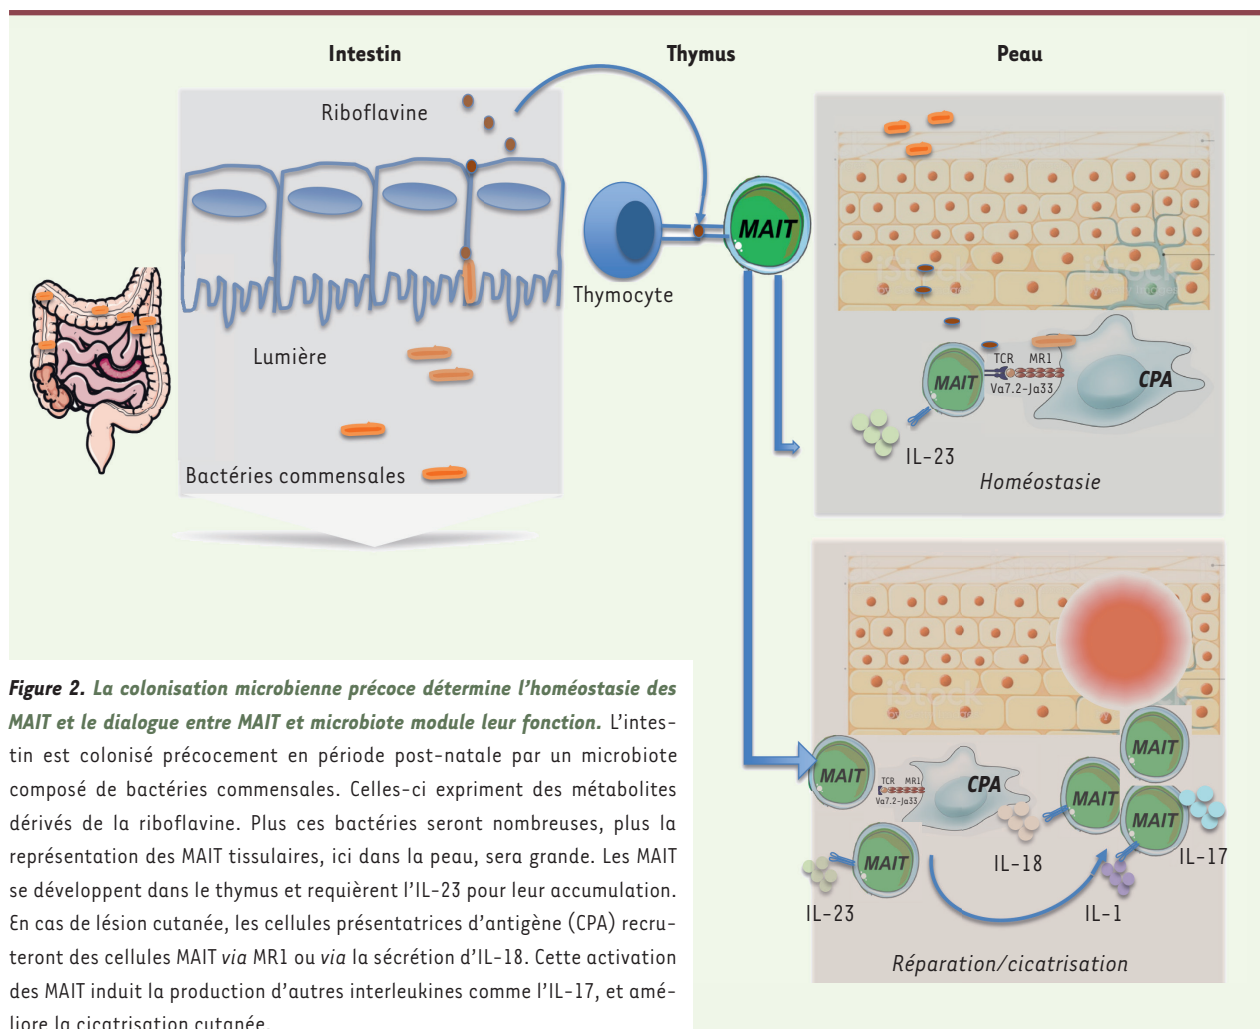 Intestin
Thymus
Peau
Riboflavine
MAIT
Thymocyte
Lumière
Bactéries commensales
iStock
iStock
TCR MR1
MAIT
Va7.2-Ja33
CPA
IL-23
Homéostasie
iStock
MAIT
MAIT
TCR MR1
Va7.2-Ja33
CPA
MAIT
MAIT
MAIT
IL-18
IL-17
IL-23
IL-1
Réparation/cicatrisation
Figure 2. La colonisation microbienne précoce détermine l'homéostasie des
MAIT et le dialogue entre MAIT et microbiote module leur fonction. L'intes-
tin est colonisé précocement en période post-natale par un microbiote
composé de bactéries commensales. Celles-ci expriment des métabolites
dérivés de la riboflavine. Plus ces bactéries seront nombreuses, plus la
représentation des MAIT tissulaires, ici dans la peau, sera grande. Les MAIT
se développent dans le thymus et requièrent l'IL-23 pour leur accumulation.
En cas de lésion cutanée, les cellules présentatrices d'antigène (CPA) recru-
teront des cellules MAIT via MR1 ou via la sécrétion d'IL-18. Cette activation
des MAIT induit la production d'autres interleukines comme l'IL-17, et amé-
liore la cicatrisation cutanée.